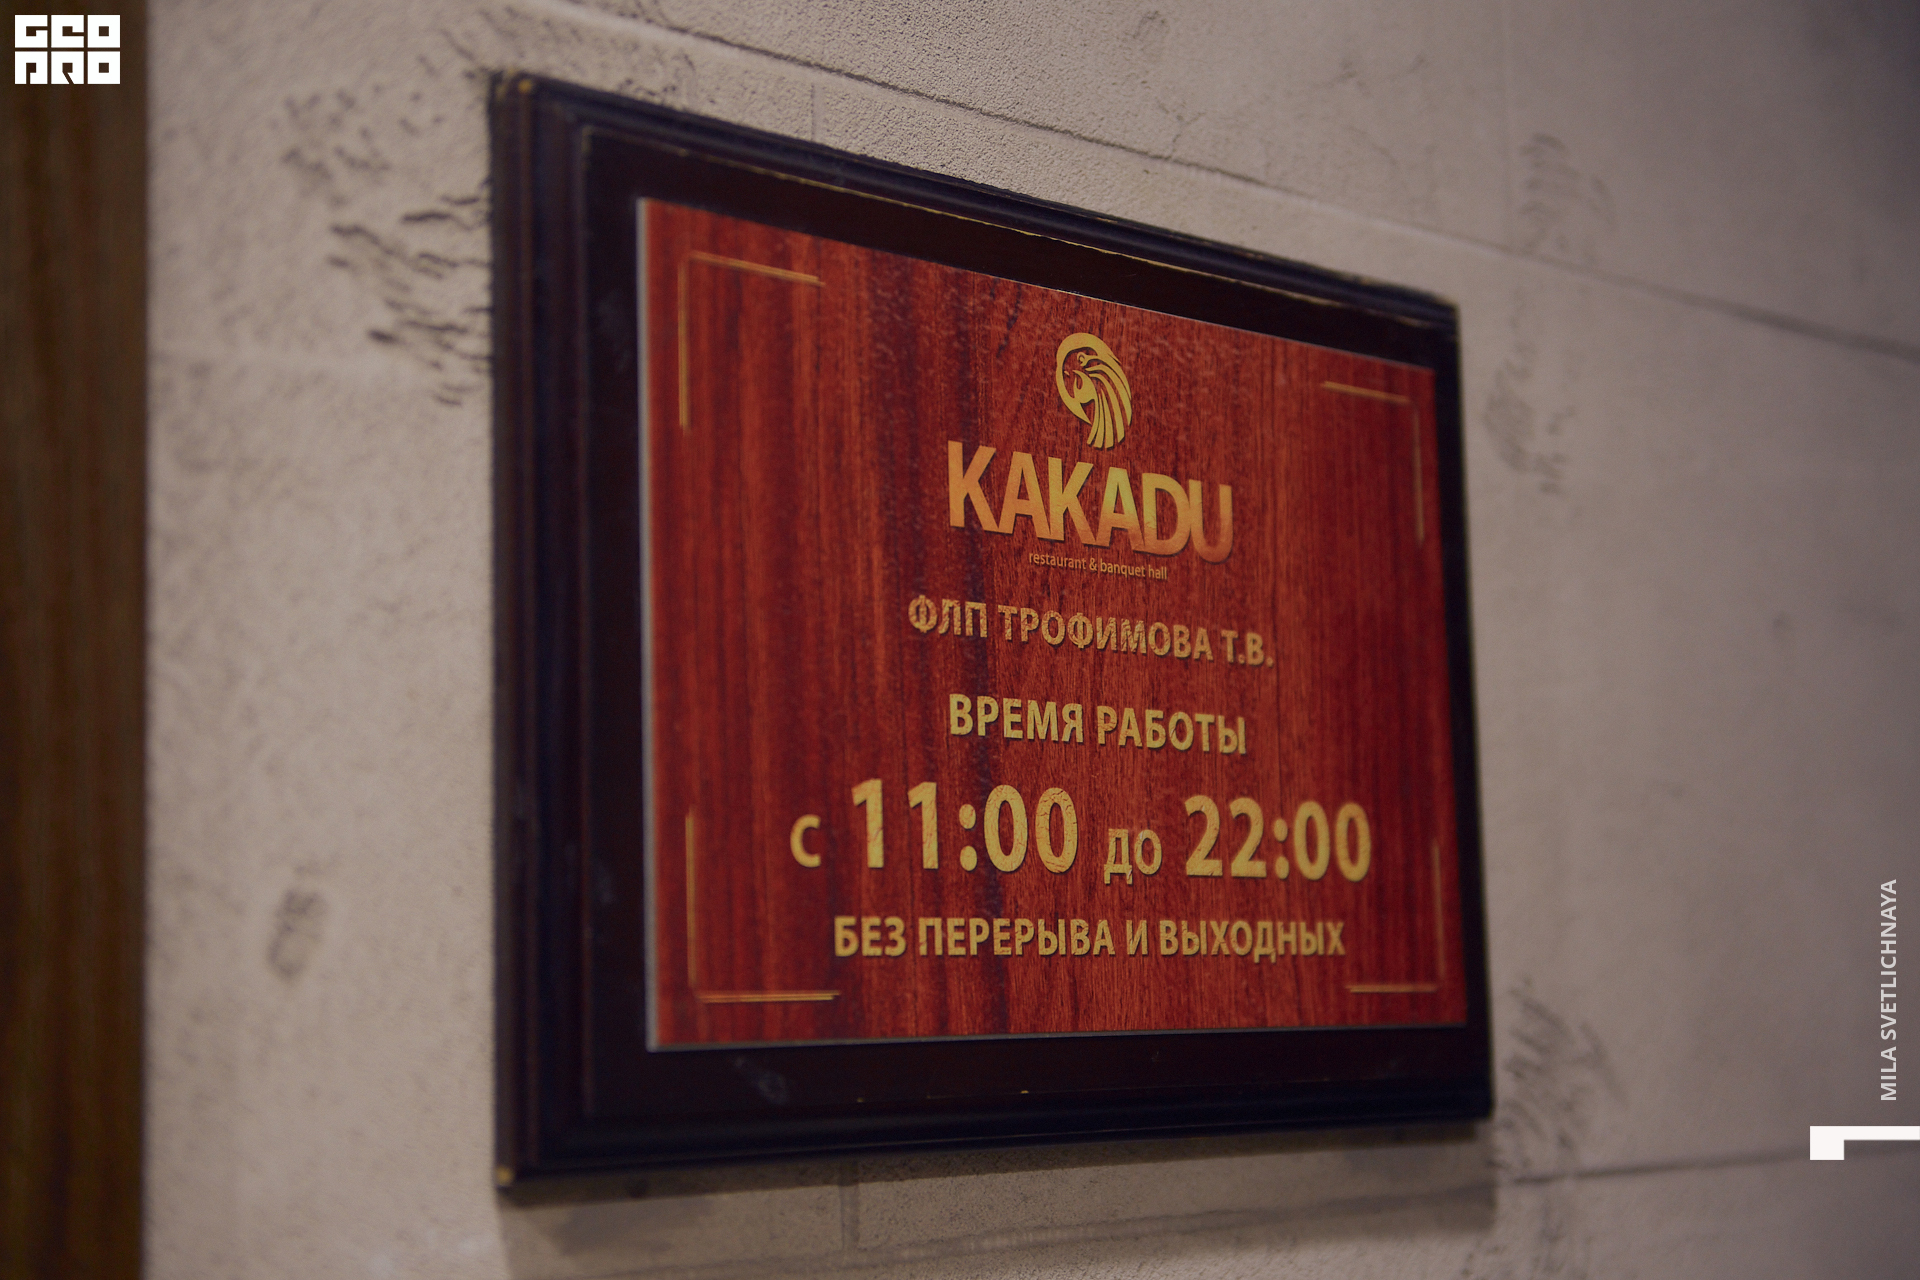 GEO
PRO
KAKADU
restaurant & banquet hall
ФЛП ТРОФИМОВА Т.В.
ВРЕМЯ РАБОТЫ
с 11:00 до 22:00
БЕЗ ПЕРЕРЫВА И ВЫХОДНЫХ
MILA SVETLICHNAYA